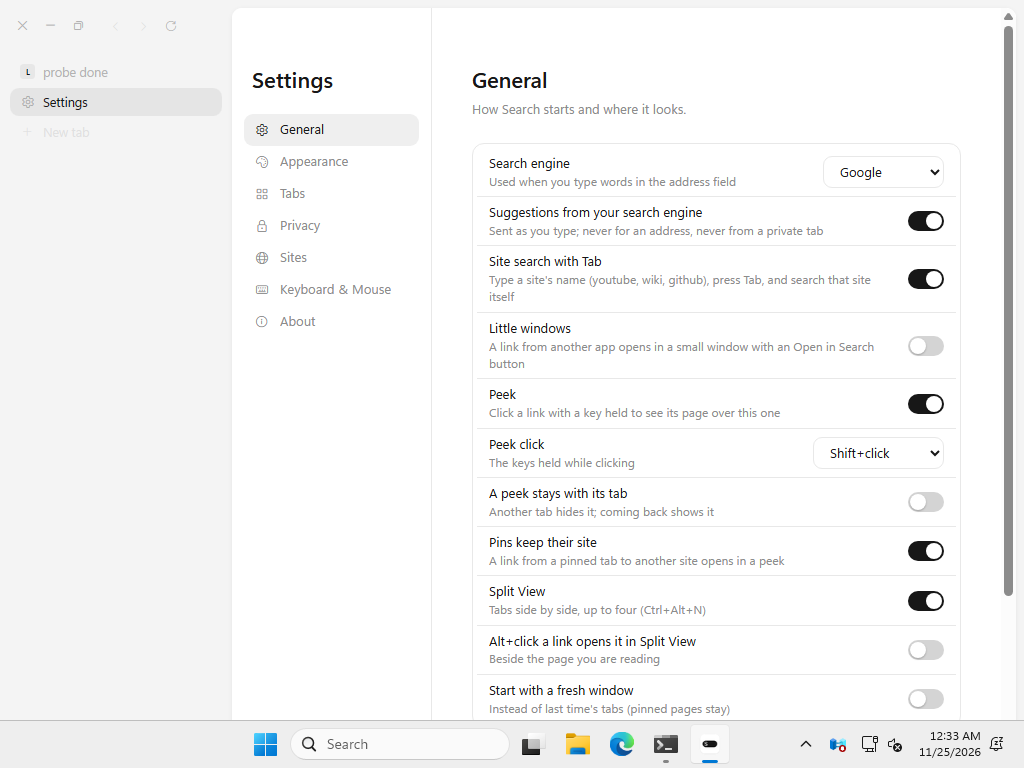 L probe done
Settings
New tab
Settings
General
Appearance
Tabs
Privacy
Sites
Keyboard & Mouse
About
General
How Search starts and where it looks.
Search engine
Used when you type words in the address field
Google
Suggestions from your search engine
Sent as you type; never for an address, never from a private tab
Site search with Tab
Type a site's name (youtube, wiki, github), press Tab, and search that site
itself
Little windows
A link from another app opens in a small window with an Open in Search
button
Peek
Click a link with a key held to see its page over this one
Peek click
The keys held while clicking
Shift+click
A peek stays with its tab
Another tab hides it; coming back shows it
Pins keep their site
A link from a pinned tab to another site opens in a peek
Split View
Tabs side by side, up to four (Ctrl+Alt+N)
Alt+click a link opens it in Split View
Beside the page you are reading
Start with a fresh window
Instead of last time's tabs (pinned pages stay)
Search
12:33 AM
11/25/2026